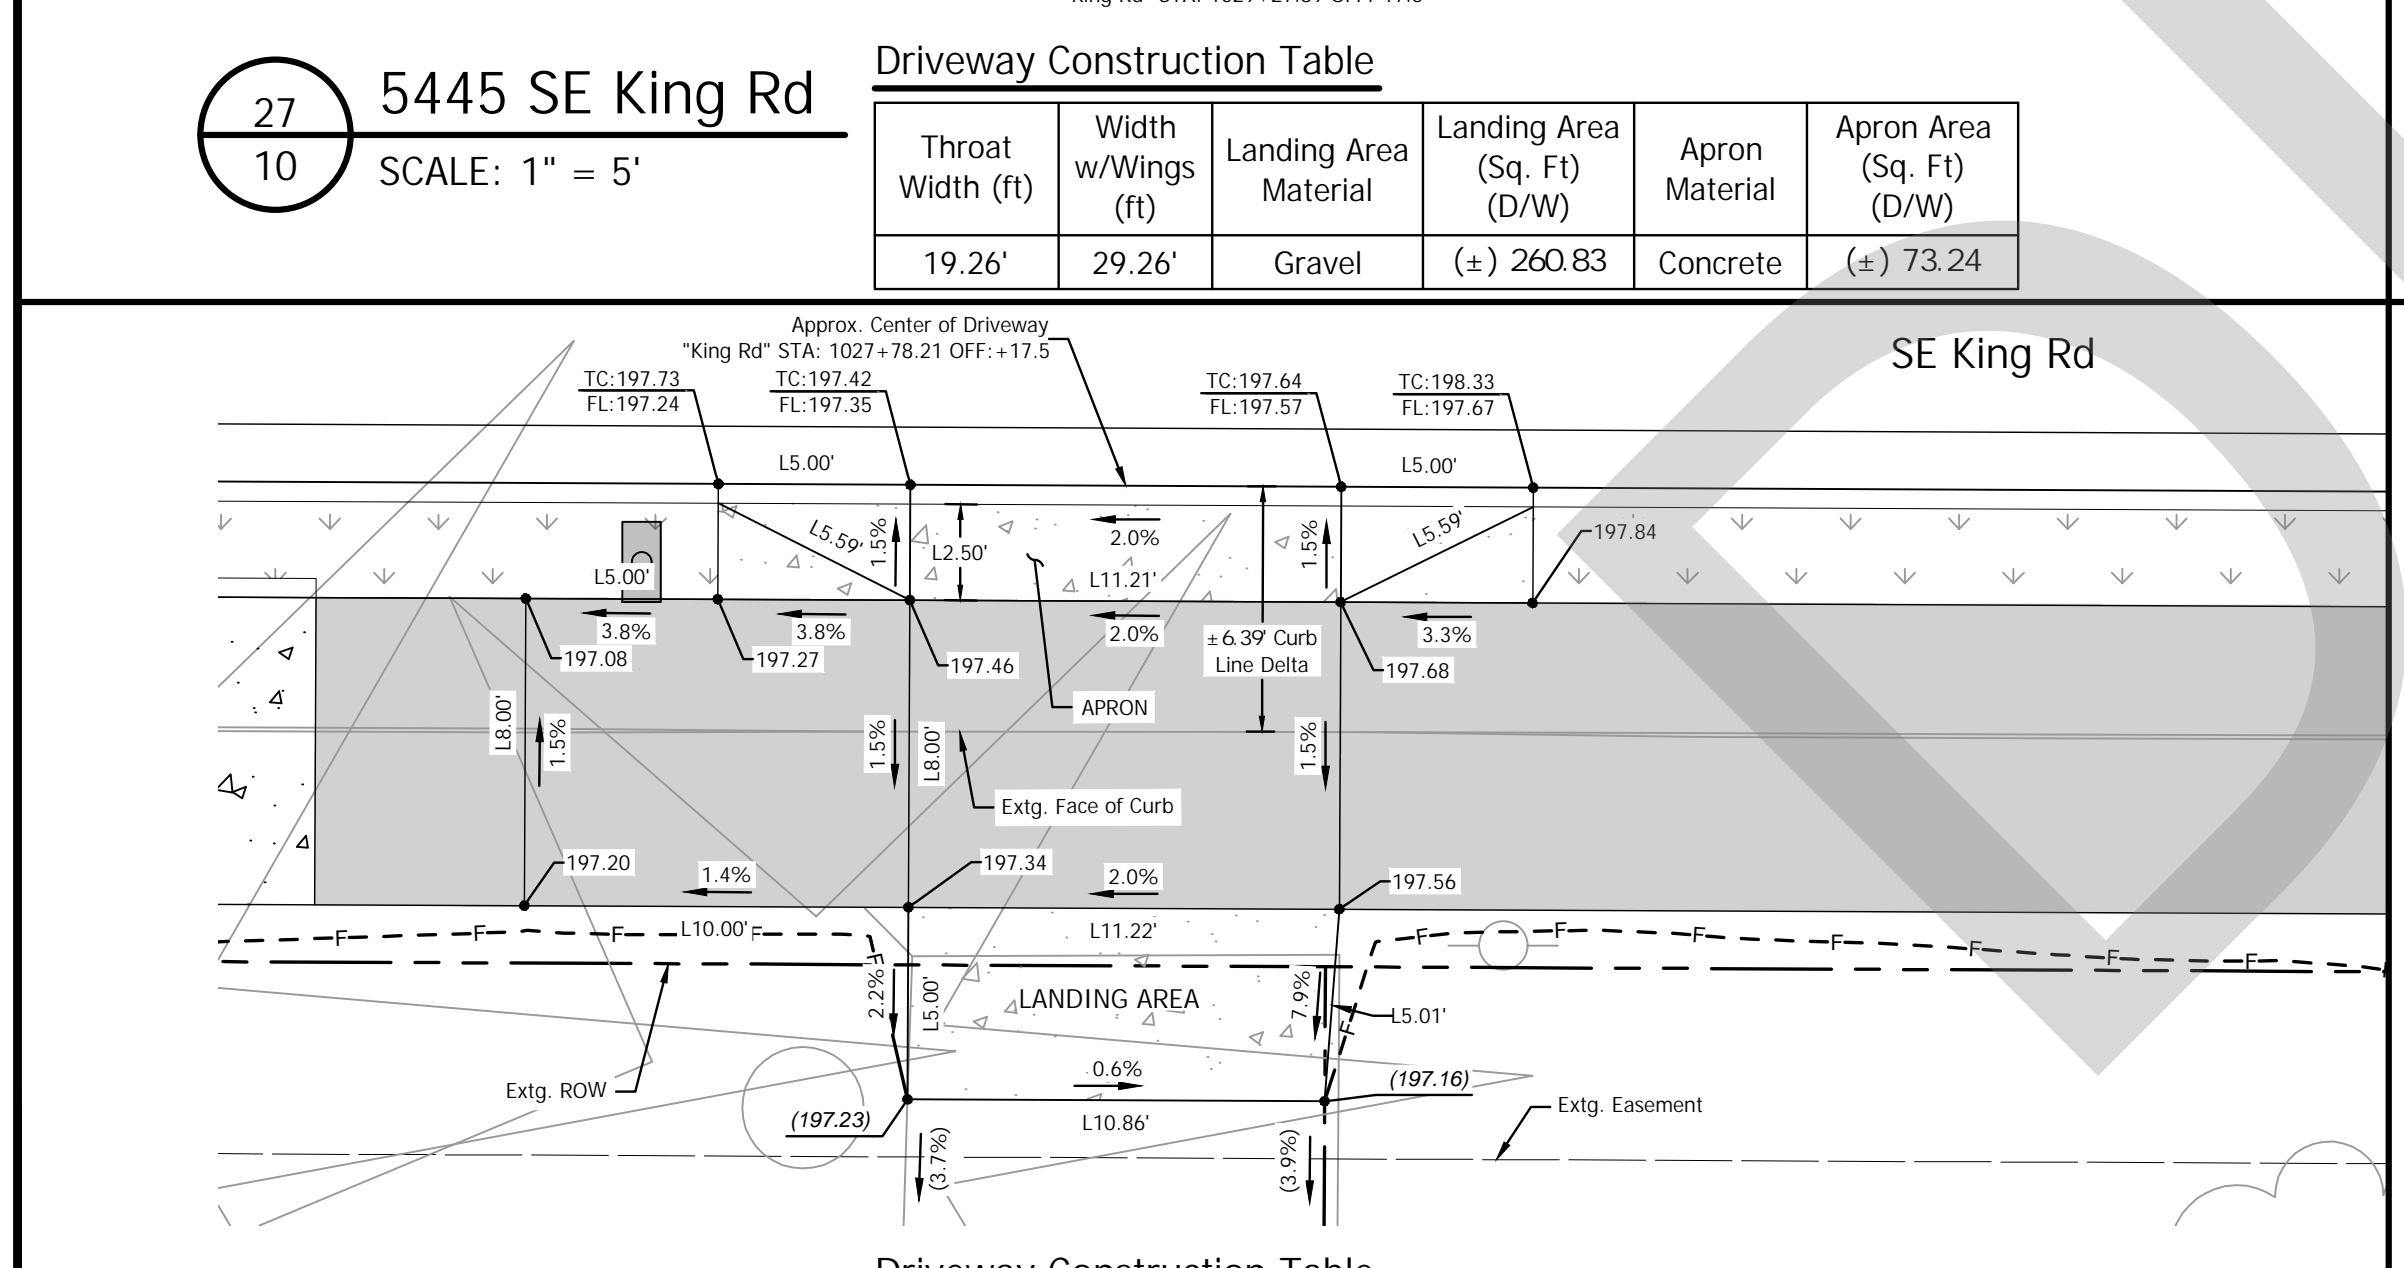 27
10
5445 SE King Rd
SCALE: 1" = 5'
Driveway Construction Table
Throat Width (ft)
Width w/Wings (ft)
Landing Area Material
Landing Area (Sq. Ft) (D/W)
Apron Material
Apron Area (Sq. Ft) (D/W)
19.26'
29.26'
Gravel
(±) 260.83
Concrete
(±) 73.24
Approx. Center of Driveway
"King Rd" STA: 1027+78.21 OFF:+17.5
SE King Rd
TC:197.73
FL:197.24
TC:197.42
FL:197.35
TC:197.64
FL:197.57
TC:198.33
FL:197.67
L5.00'
L5.00'
L5.59'
1.5%
L2.50'
2.0%
1.5%
L5.59'
197.84
L5.00'
L11.21'
3.8%
3.8%
2.0%
±6.39' Curb
Line Delta
3.3%
197.08
197.27
197.46
197.68
APRON
L8.00'
1.5%
1.5%
L8.00'
1.5%
Extg. Face of Curb
197.20
1.4%
197.34
2.0%
197.56
F
F
F
L10.00'
F
L11.22'
F
F
F
F
F
F
F
F
2.2%
L5.00'
LANDING AREA
7.9%
L5.01'
F
Extg. ROW
0.6%
(197.16)
(197.23)
L10.86'
Extg. Easement
(3.7%)
(3.9%)